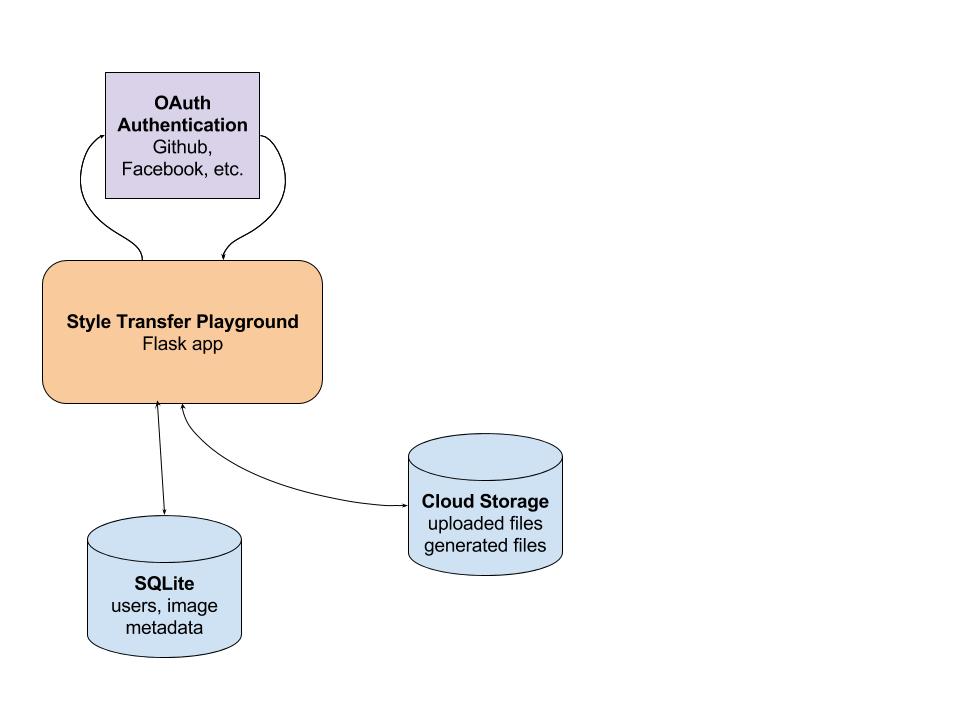 OAuth
Authentication
Github,
Facebook, etc.
Style Transfer Playground
Flask app
Cloud Storage
uploaded files
generated files
SQLite
users, image
metadata